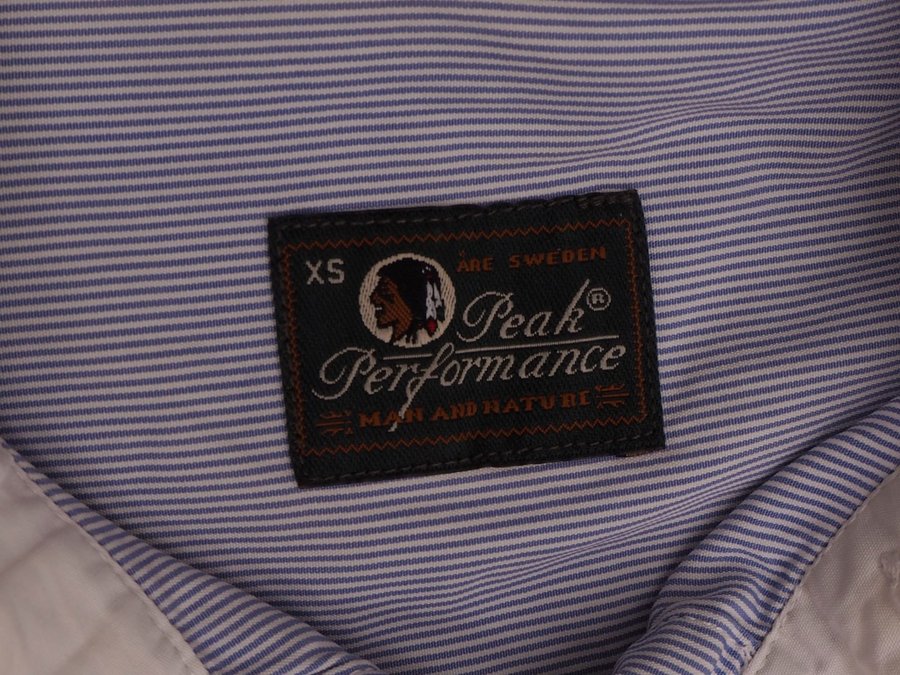 XS
ÅRE SWEDEN
Peak®
Performance
MAN AND NATURE